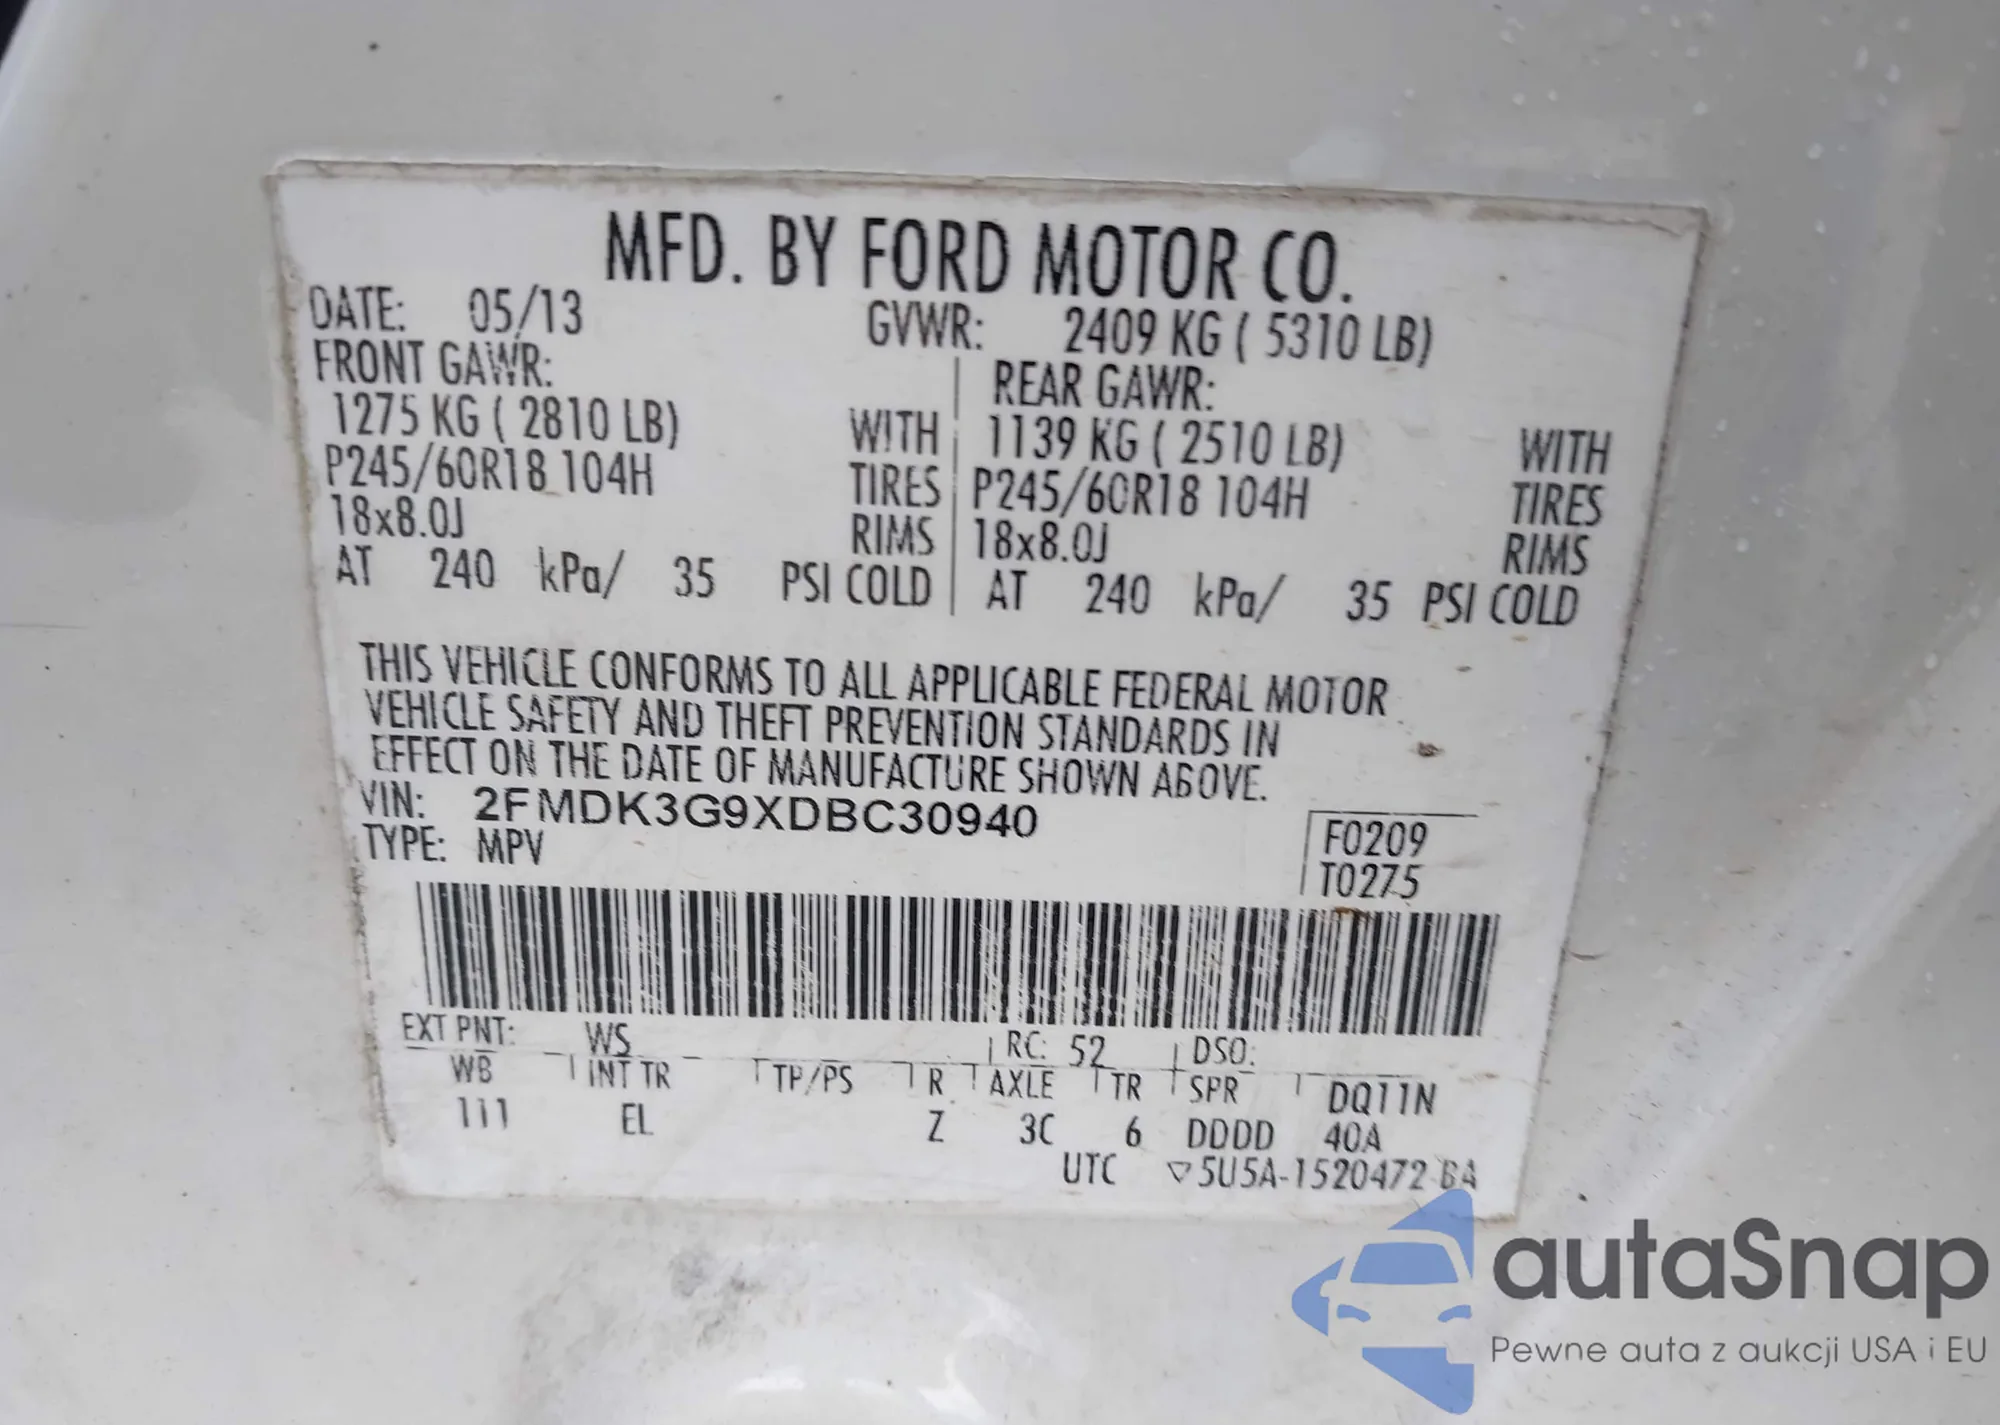 MFD. BY FORD MOTOR CO.
DATE: 05/13 GVWR: 2409 KG ( 5310 LB)
FRONT GAWR: REAR GAWR:
1275 KG ( 2810 LB) WITH 1139 KG ( 2510 LB) WITH
P245/60R18 104H TIRES P245/60R18 104H TIRES
18x8.0J RIMS 18x8.0J RIMS
AT 240 kPa/ 35 PSI COLD AT 240 kPa/ 35 PSI COLD
THIS VEHICLE CONFORMS TO ALL APPLICABLE FEDERAL MOTOR
VEHICLE SAFETY AND THEFT PREVENTION STANDARDS IN
EFFECT ON THE DATE OF MANUFACTURE SHOWN ABOVE.
VIN: 2FMDK3G9XDBC30940
TYPE: MPV
F0209
T0275
EXT PNT: WS RC: 52 DSO:
WB INT TR TP/PS R AXLE TR SPR DQ11N
111 EL Z 3C 6 DDDD 40A
UTC ▽5U5A-1520472-BA
autaSnap
Pewne auta z aukcji USA i EU